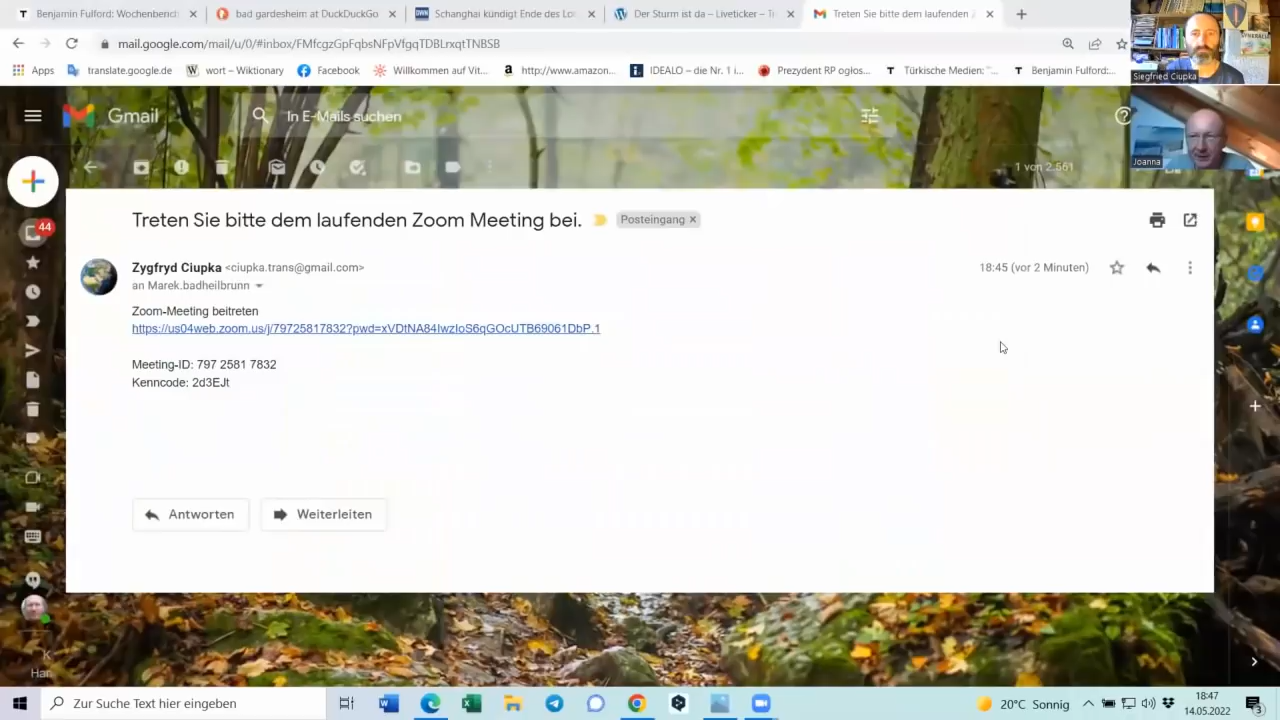 Benjamin Fulford: Wochenbericht
bad gardesheim at DuckDuckGo
DWN
Schanghai kündigt Ende des Lo
Der Sturm ist da – Liveticker – Ti
Treten Sie bitte dem laufenden Z
mail.google.com/mail/u/0/#inbox/FMfcgzGpFqbsNFpVfgqTDBLrxqtTNBSB
Apps
translate.google.de
wort – Wiktionary
Facebook
Willkommen auf Vit...
http://www.amazon...
IDEALO – die Nr. 1 i...
Prezydent RP ogłos...
Türkische Medien: "...
Benjamin Fulford:...
Siegfried Ciupka
Joanna
Gmail
In E-Mails suchen
1 von 2.561
44
Treten Sie bitte dem laufenden Zoom Meeting bei.
Posteingang ×
Zygfryd Ciupka <ciupka.trans@gmail.com>
18:45 (vor 2 Minuten)
an Marek.badheilbrunn
Zoom-Meeting beitreten
https://us04web.zoom.us/j/79725817832?pwd=xVDtNA84IwzIoS6qGOcUTB69061DbP.1
Meeting-ID: 797 2581 7832
Kenncode: 2d3EJt
Antworten
Weiterleiten
K
Har
Zur Suche Text hier eingeben
20°C Sonnig
18:47
14.05.2022
3